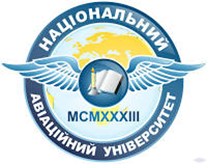 НАЦІОНАЛЬНИЙ
MCMXXXIII
АВІАЦІЙНИЙ УНІВЕРСИТЕТ